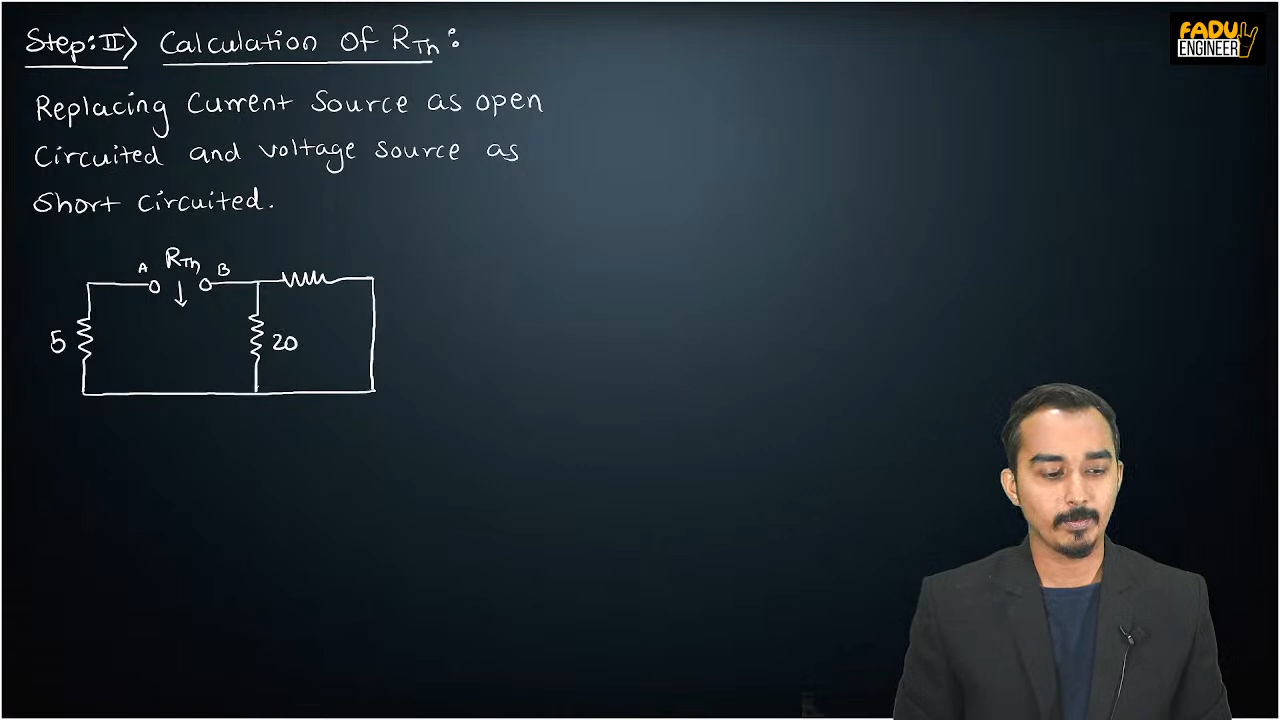 Step:II) Calculation of RTh:
FADU
ENGINEER
Replacing Current Source as open
Circuited and voltage source as
Short circuited.
A RTh B
5
20